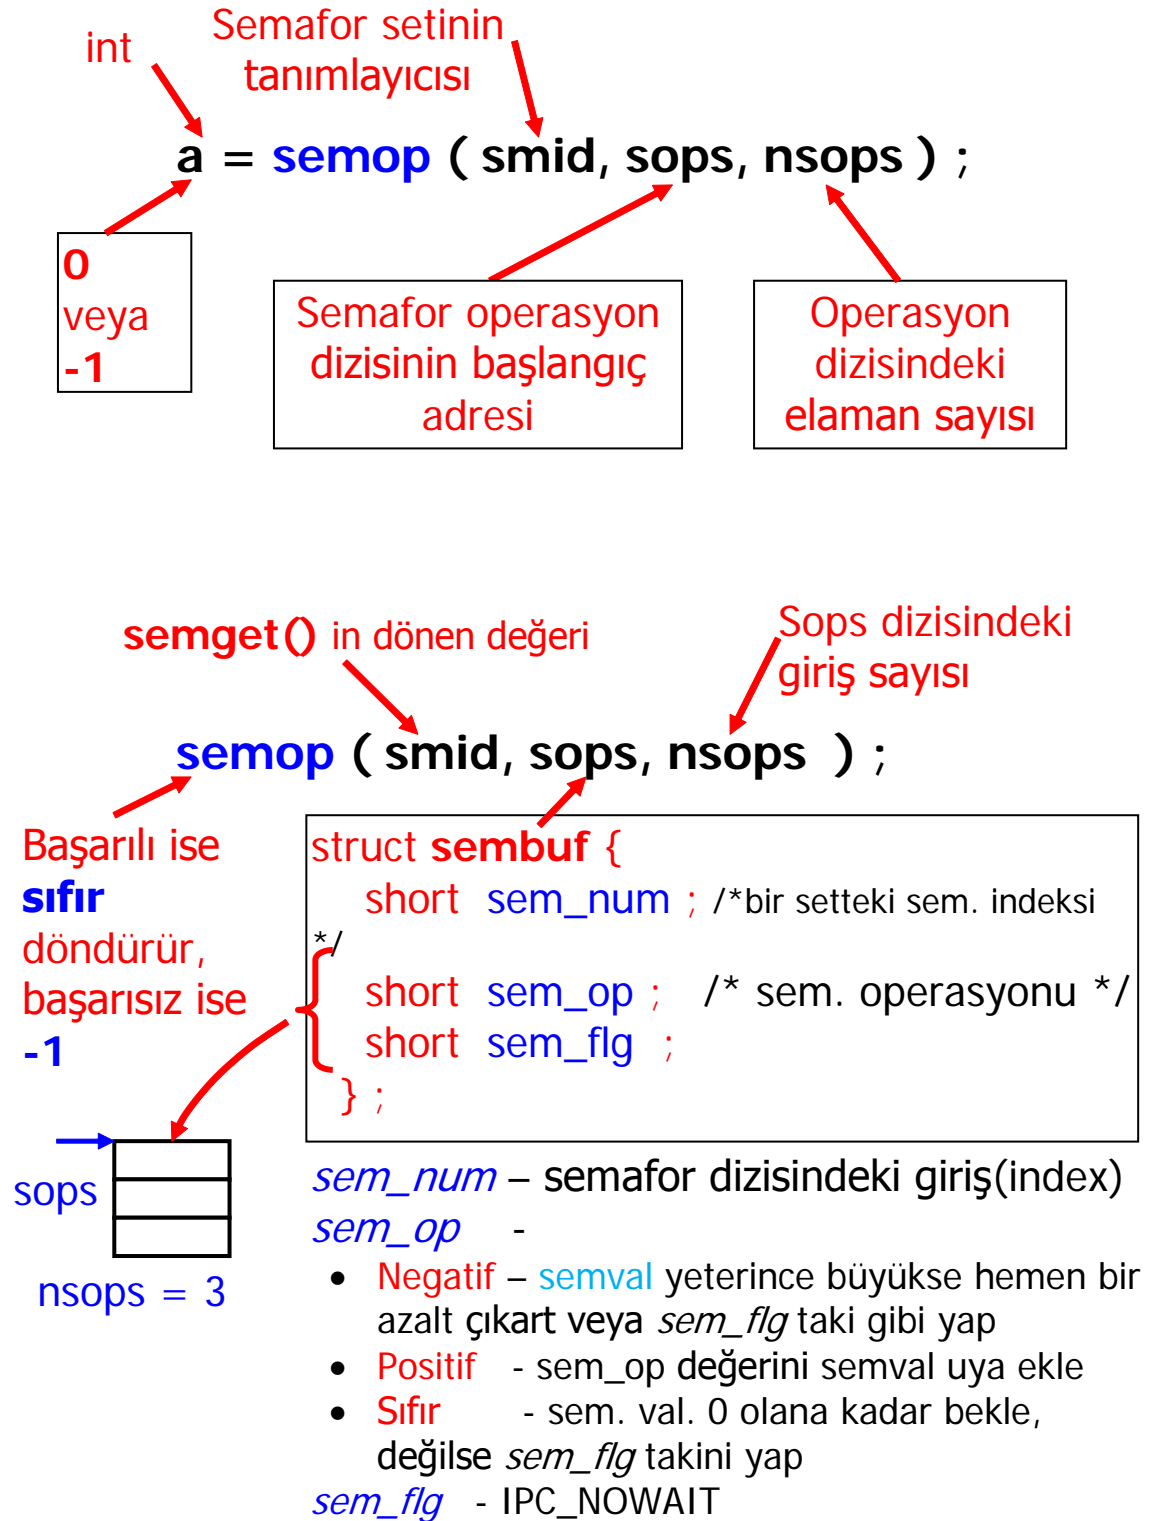 int
Semafor setinin
tanımlayıcısı
a = semop ( smid, sops, nsops ) ;
0
veya
-1
Semafor operasyon
dizisinin başlangıç
adresi
Operasyon
dizisindeki
elaman sayısı
semget() in dönen değeri
Sops dizisindeki
giriş sayısı
semop ( smid, sops, nsops ) ;
Başarılı ise
sıfır
döndürür,
başarısız ise
-1
struct sembuf {
short sem_num ; /*bir setteki sem. indeksi
*/
short sem_op ; /* sem. operasyonu */
short sem_flg ;
} ;
sops
nsops = 3
sem_num – semafor dizisindeki giriş(index)
sem_op -
• Negatif – semval yeterince büyükse hemen bir
azalt çıkart veya sem_flg taki gibi yap
• Positif - sem_op değerini semval uya ekle
• Sıfır - sem. val. 0 olana kadar bekle,
değilse sem_flg takini yap
sem_flg - IPC_NOWAIT